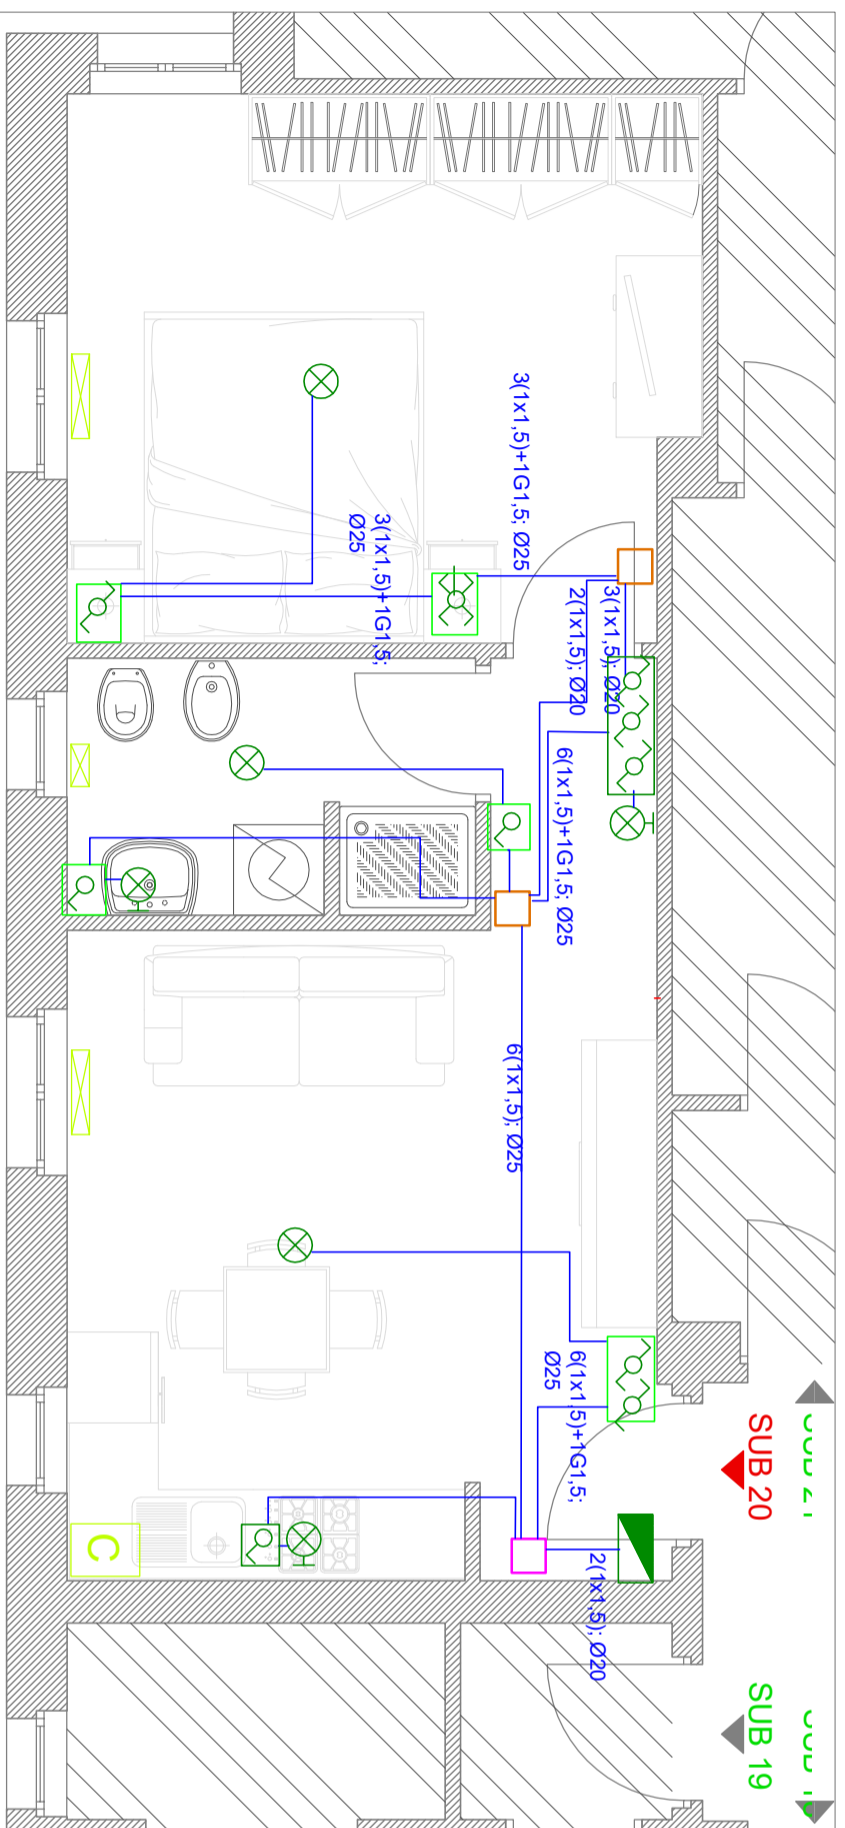 3(1x1,5)+1G1,5; Ø25
3(1x1,5)+1G1,5;
Ø25
3(1x1,5); Ø20
2(1x1,5); Ø20
6(1x1,5)+1G1,5; Ø25
6(1x1,5); Ø25
6(1x1,5)+1G1,5;
Ø25
2(1x1,5); Ø20
C
SUB 20
SUB 19